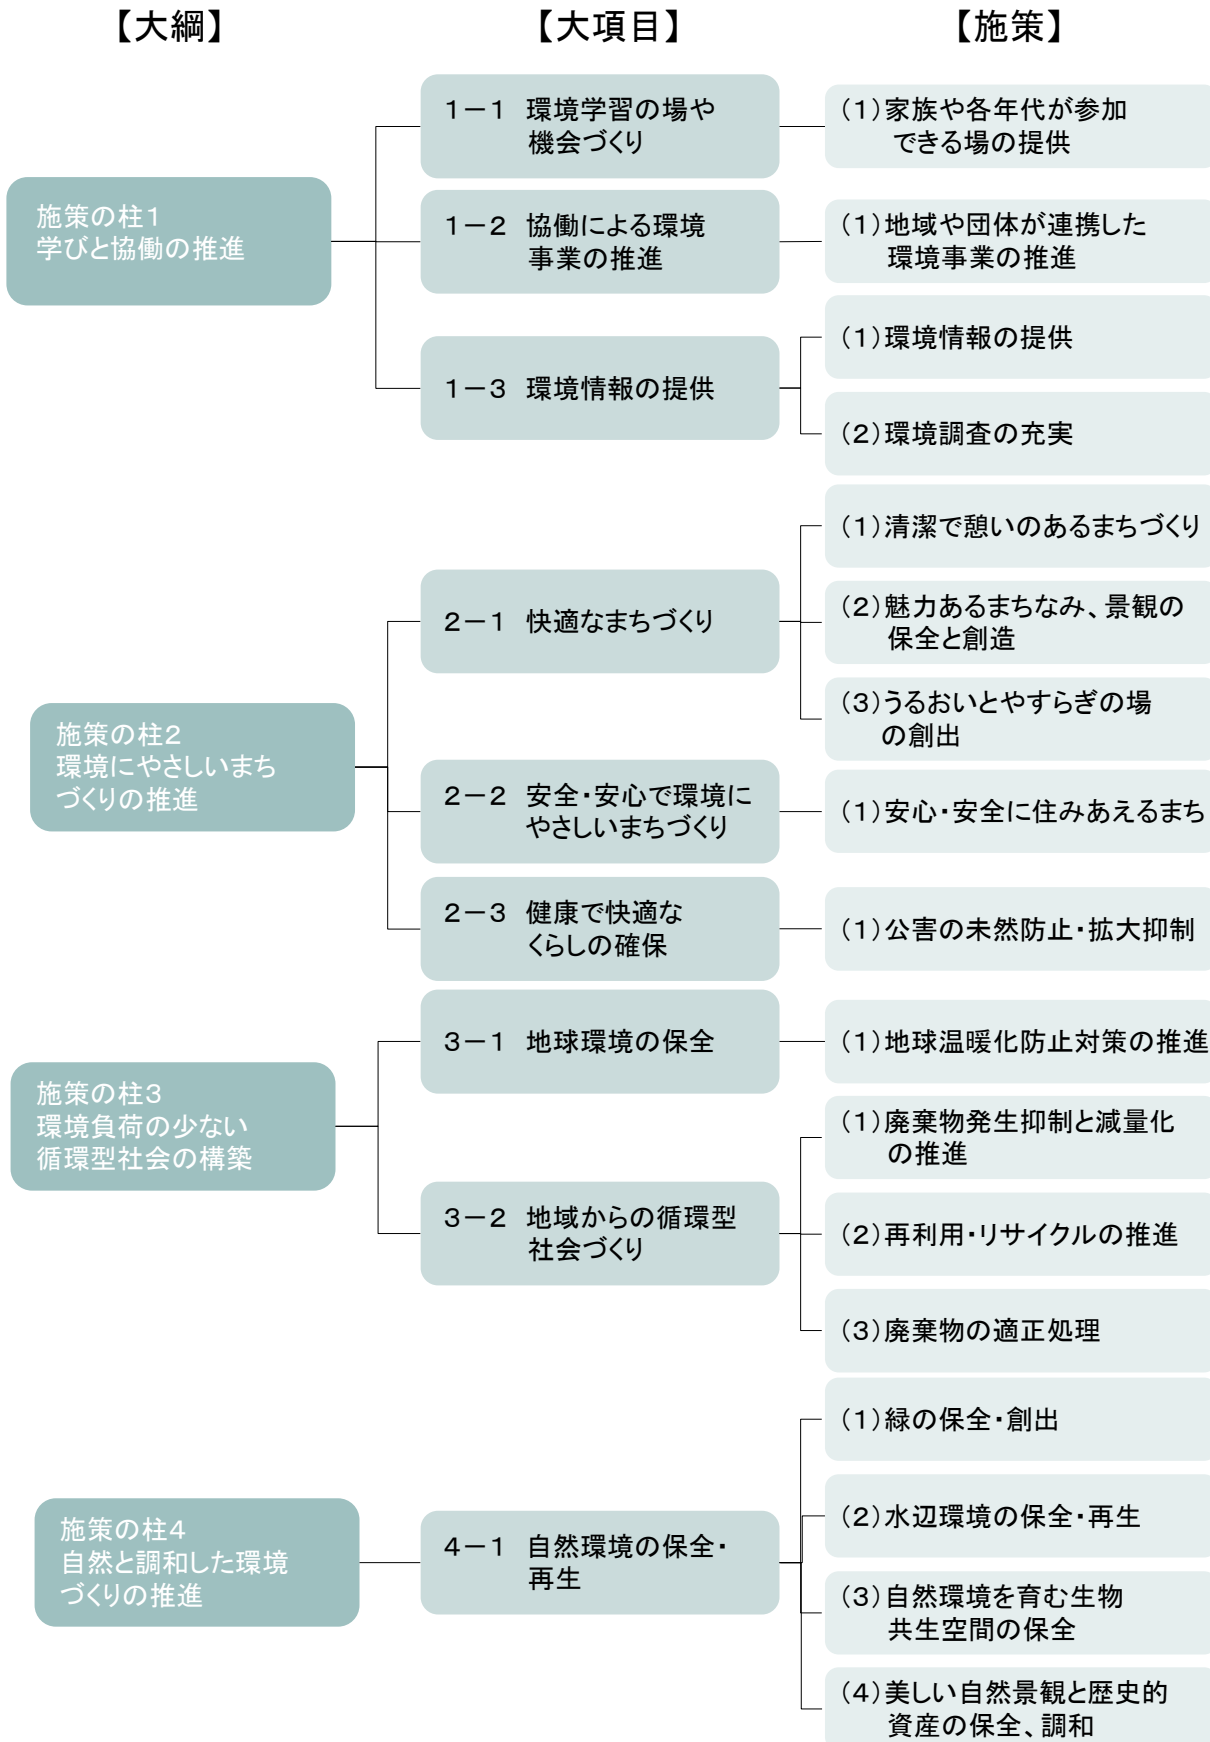 【大綱】
【大項目】
【施策】
施策の柱1
学びと協働の推進
1－1 環境学習の場や
機会づくり
(1)家族や各年代が参加
できる場の提供
1－2 協働による環境
事業の推進
(1)地域や団体が連携した
環境事業の推進
1－3 環境情報の提供
(1)環境情報の提供
(2)環境調査の充実
施策の柱2
環境にやさしいまち
づくりの推進
2－1 快適なまちづくり
(1)清潔で憩いのあるまちづくり
(2)魅力あるまちなみ、景観の
保全と創造
(3)うるおいとやすらぎの場
の創出
2－2 安全・安心で環境に
やさしいまちづくり
(1)安心・安全に住みあえるまち
2－3 健康で快適な
くらしの確保
(1)公害の未然防止・拡大抑制
施策の柱3
環境負荷の少ない
循環型社会の構築
3－1 地球環境の保全
(1)地球温暖化防止対策の推進
3－2 地域からの循環型
社会づくり
(1)廃棄物発生抑制と減量化
の推進
(2)再利用・リサイクルの推進
(3)廃棄物の適正処理
施策の柱4
自然と調和した環境
づくりの推進
4－1 自然環境の保全・
再生
(1)緑の保全・創出
(2)水辺環境の保全・再生
(3)自然環境を育む生物
共生空間の保全
(4)美しい自然景観と歴史的
資産の保全、調和